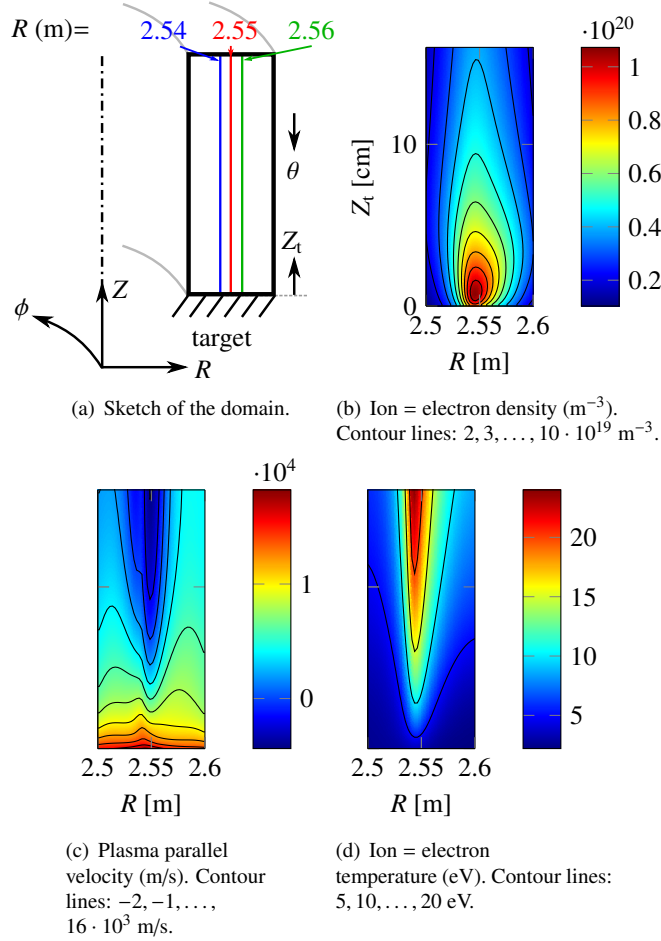 R (m)= 2.54 2.55 2.56
θ
Z_t
Z
ϕ
target
R
(a) Sketch of the domain.
·10^20
10
0
Z_t [cm]
2.5 2.55 2.6
R [m]
1
0.8
0.6
0.4
0.2
(b) Ion = electron density (m^−3).
Contour lines: 2, 3, . . . , 10 · 10^19 m^−3.
·10^4
1
0
2.5 2.55 2.6
R [m]
(c) Plasma parallel
velocity (m/s). Contour
lines: −2, −1, . . . ,
16 · 10^3 m/s.
20
15
10
5
2.5 2.55 2.6
R [m]
(d) Ion = electron
temperature (eV). Contour lines:
5, 10, . . . , 20 eV.